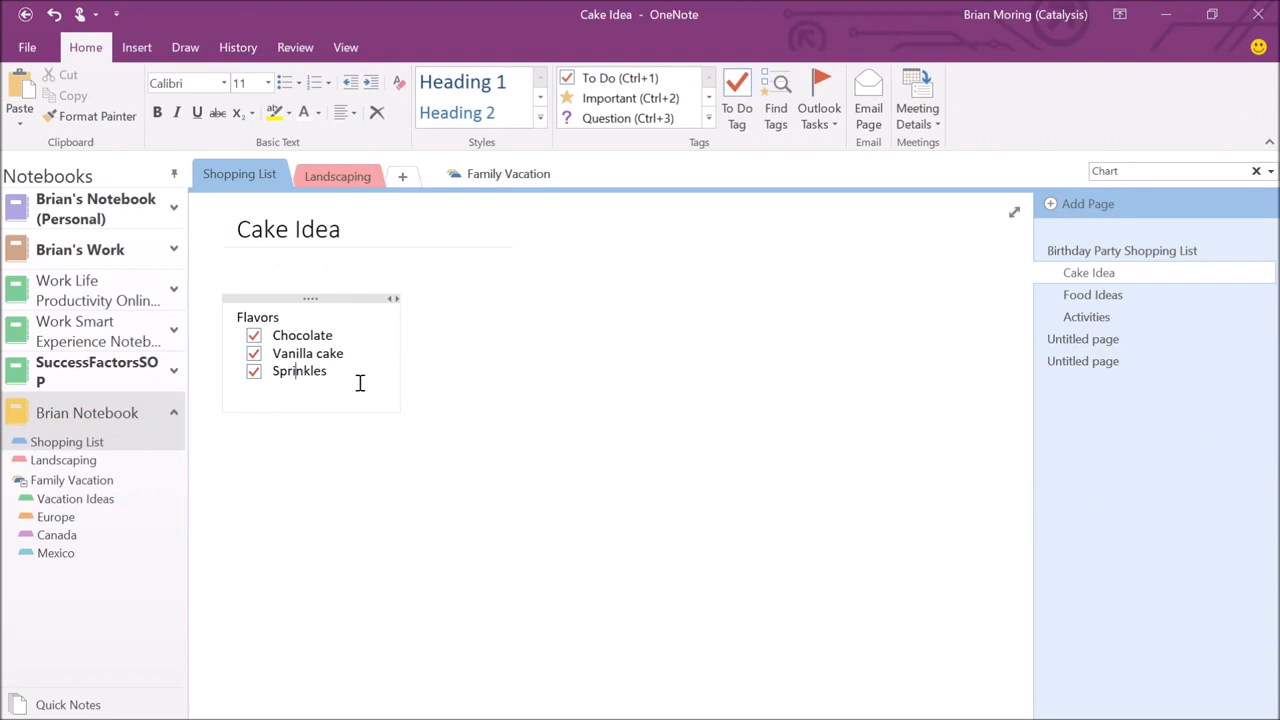 Cake Idea - OneNote
Brian Moring (Catalysis)
File Home Insert Draw History Review View
Paste
Cut
Copy
Format Painter
Clipboard
Calibri 11
B I U abc X₂ A
Basic Text
Heading 1
Heading 2
Styles
To Do (Ctrl+1)
Important (Ctrl+2)
? Question (Ctrl+3)
To Do
Tag
Find
Tags
Outlook
Tasks
Tags
Email
Page
Email
Meeting
Details
Meetings
Notebooks
Shopping List
Landscaping
+
Family Vacation
Chart
Brian's Notebook
(Personal)
Brian's Work
Work Life
Productivity Onlin...
Work Smart
Experience Noteb...
SuccessFactorsSO
P
Brian Notebook
Shopping List
Landscaping
Family Vacation
Vacation Ideas
Europe
Canada
Mexico
Quick Notes
Cake Idea
Flavors
Chocolate
Vanilla cake
Sprinkles
Add Page
Birthday Party Shopping List
Cake Idea
Food Ideas
Activities
Untitled page
Untitled page